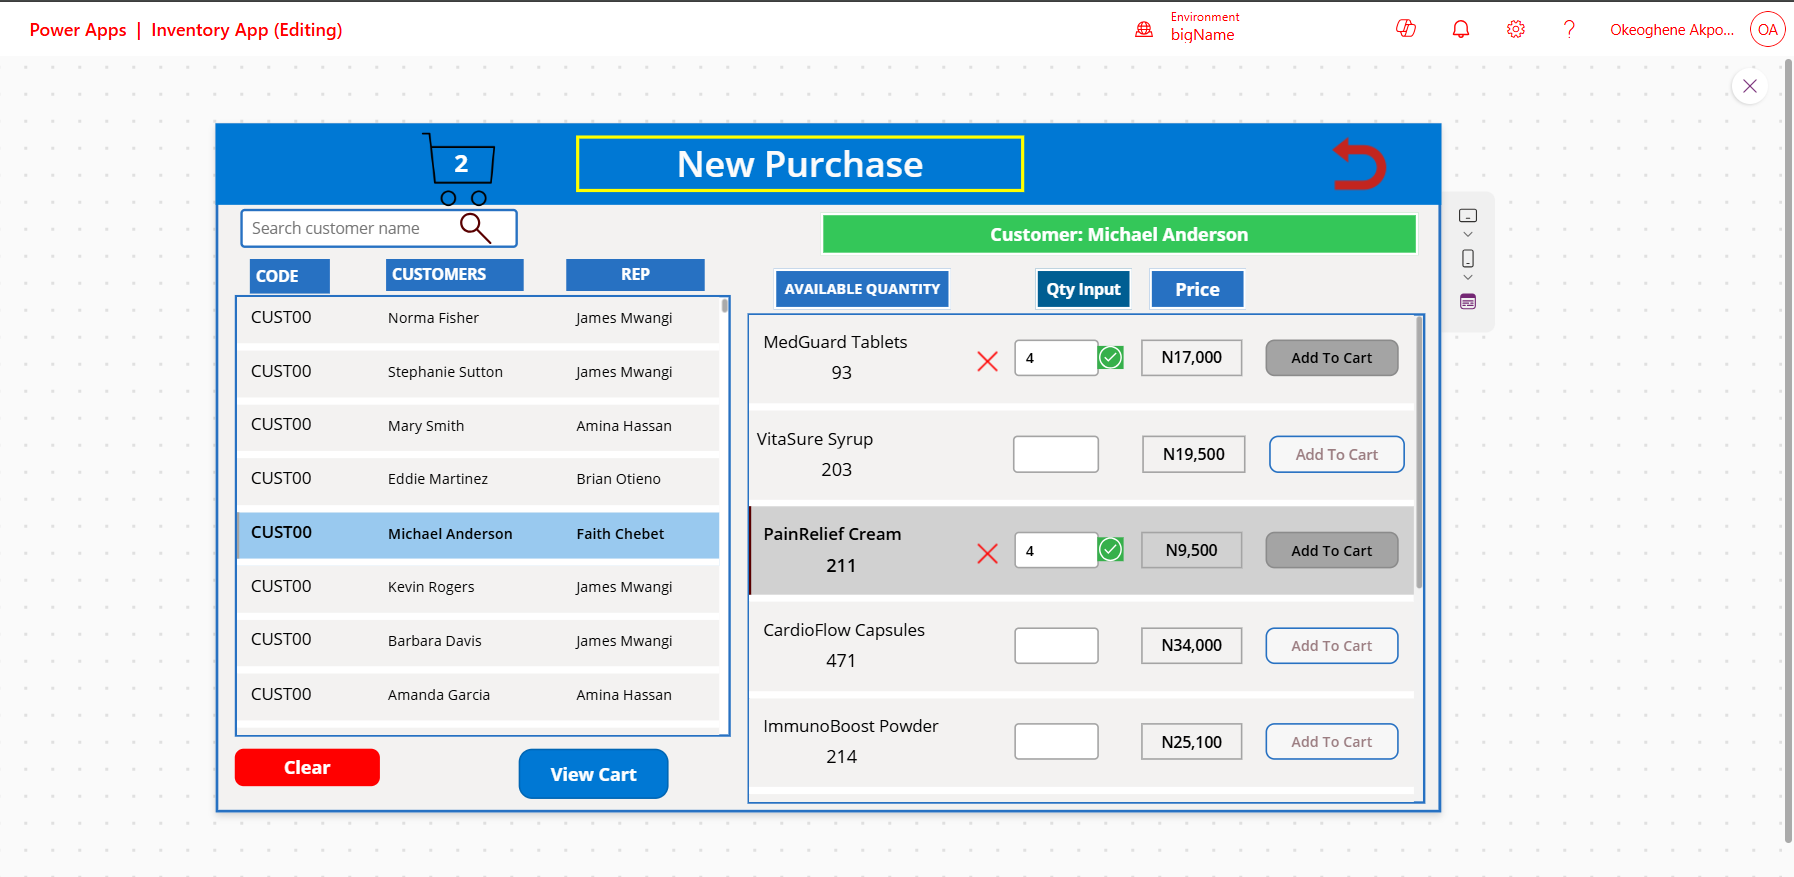 Power Apps | Inventory App (Editing)
Environment
bigName
Okeoghene Akpo...
OA
2
New Purchase
Search customer name
Customer: Michael Anderson
CODE
CUSTOMERS
REP
AVAILABLE QUANTITY
Qty Input
Price
CUST00 Norma Fisher James Mwangi
CUST00 Stephanie Sutton James Mwangi
CUST00 Mary Smith Amina Hassan
CUST00 Eddie Martinez Brian Otieno
CUST00 Michael Anderson Faith Chebet
CUST00 Kevin Rogers James Mwangi
CUST00 Barbara Davis James Mwangi
CUST00 Amanda Garcia Amina Hassan
MedGuard Tablets
93
4
N17,000
Add To Cart
VitaSure Syrup
203
N19,500
Add To Cart
PainRelief Cream
211
4
N9,500
Add To Cart
CardioFlow Capsules
471
N34,000
Add To Cart
ImmunoBoost Powder
214
N25,100
Add To Cart
Clear
View Cart